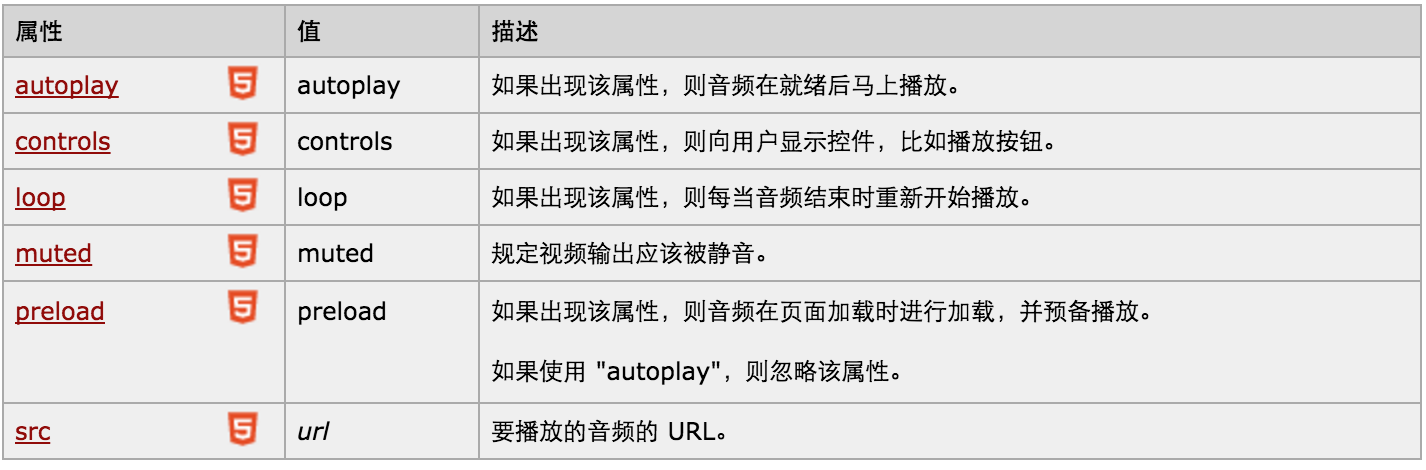 属性 值 描述
autoplay 5 autoplay 如果出现该属性，则音频在就绪后马上播放。
controls 5 controls 如果出现该属性，则向用户显示控件，比如播放按钮。
loop 5 loop 如果出现该属性，则每当音频结束时重新开始播放。
muted 5 muted 规定视频输出应该被静音。
preload 5 preload 如果出现该属性，则音频在页面加载时进行加载，并预备播放。
如果使用 "autoplay"，则忽略该属性。
src 5 url 要播放的音频的 URL。